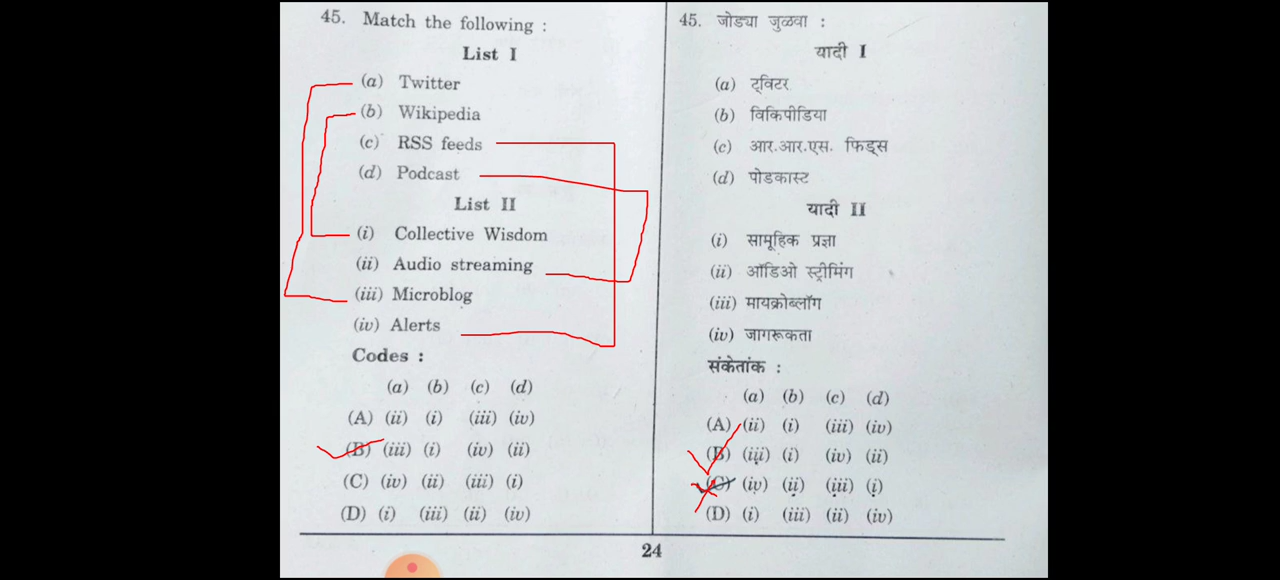 45. Match the following :
List I
(a) Twitter
(b) Wikipedia
(c) RSS feeds
(d) Podcast
List II
(i) Collective Wisdom
(ii) Audio streaming
(iii) Microblog
(iv) Alerts
Codes :
(a) (b) (c) (d)
(A) (ii) (i) (iii) (iv)
(B) (iii) (i) (iv) (ii)
(C) (iv) (ii) (iii) (i)
(D) (i) (iii) (ii) (iv)
45. जोड्या जुळवा :
यादी I
(a) ट्विटर
(b) विकिपीडिया
(c) आर.आर.एस. फिड्स
(d) पोडकास्ट
यादी II
(i) सामूहिक प्रज्ञा
(ii) ऑडिओ स्ट्रीमिंग
(iii) मायक्रोब्लॉग
(iv) जागरूकता
संकेतांक :
(a) (b) (c) (d)
(A) (ii) (i) (iii) (iv)
(B) (iii) (i) (iv) (ii)
(C) (iv) (ii) (iii) (i)
(D) (i) (iii) (ii) (iv)
24